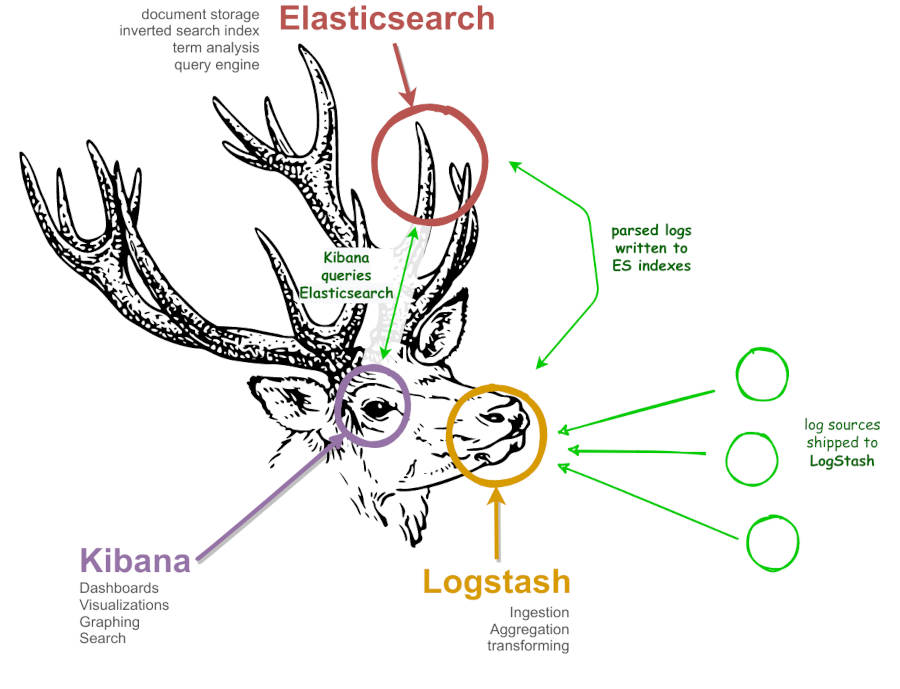 Elasticsearch
document storage
inverted search index
term analysis
query engine
Kibana
queries
Elasticsearch
parsed logs
written to
ES indexes
log sources
shipped to
LogStash
Kibana
Dashboards
Visualizations
Graphing
Search
Logstash
Ingestion
Aggregation
transforming